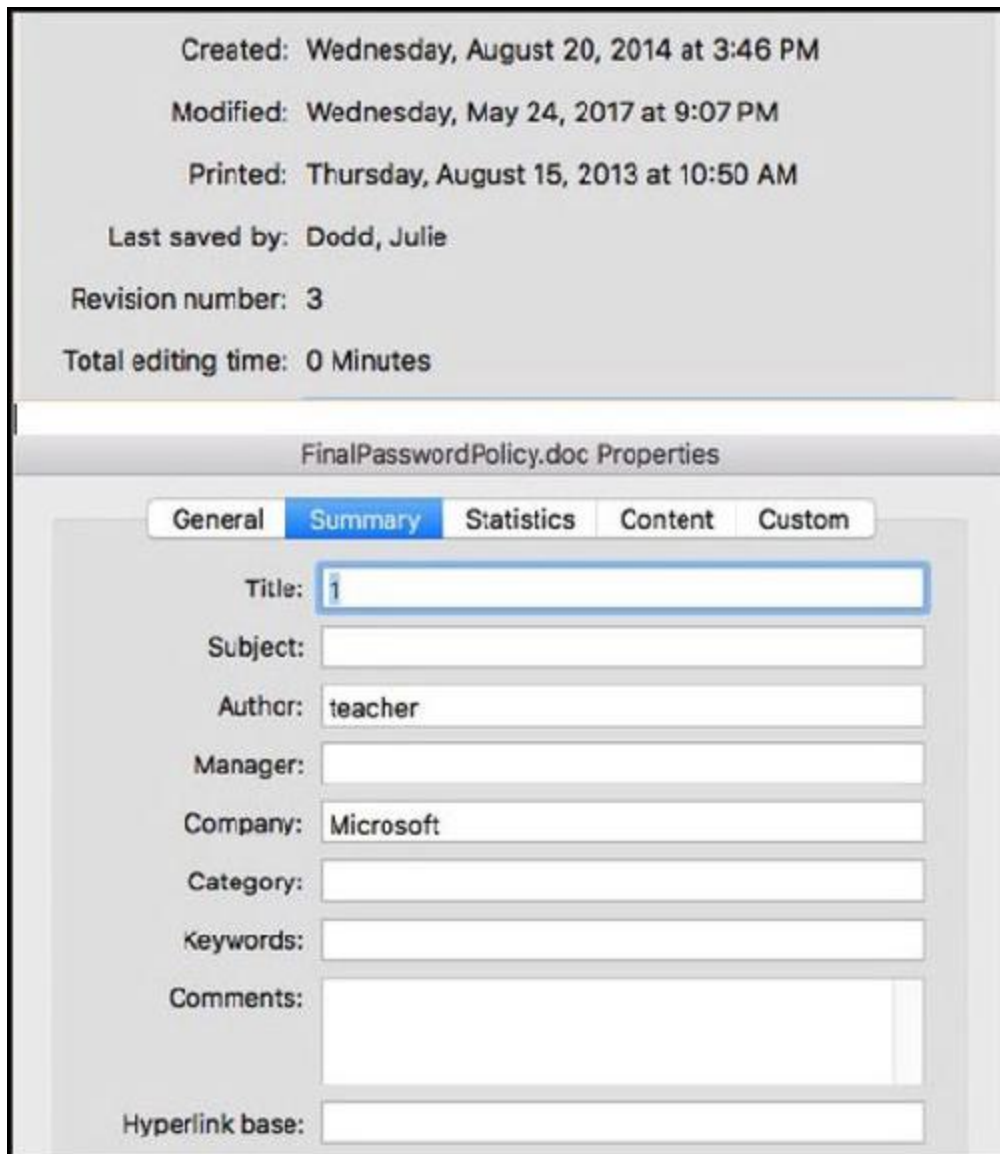 Created: Wednesday, August 20, 2014 at 3:46 PM
Modified: Wednesday, May 24, 2017 at 9:07 PM
Printed: Thursday, August 15, 2013 at 10:50 AM
Last saved by: Dodd, Julie
Revision number: 3
Total editing time: 0 Minutes
FinalPasswordPolicy.doc Properties
General Summary Statistics Content Custom
Title: 1
Subject:
Author: teacher
Manager:
Company: Microsoft
Category:
Keywords:
Comments:
Hyperlink base: